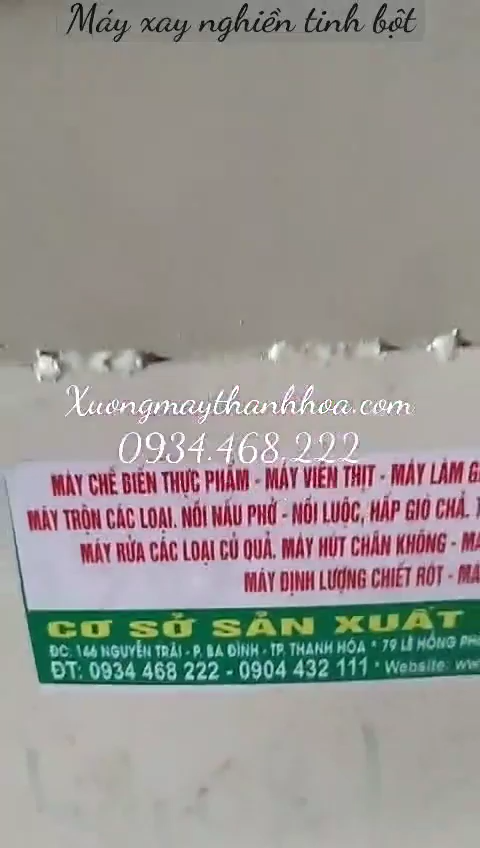 Máy xay nghiền tinh bột
Xuongmaythanhhoa.com
0934.468.222
MÁY CHẾ BIẾN THỰC PHẨM - MÁY VIÊN THỊT - MÁY LÀM
MÁY TRỘN CÁC LOẠI. NỒI NẤU PHỞ - NỒI LUỘC, HẤP GIÒ CHẢ.
MÁY RỬA CÁC LOẠI CỦ QUẢ. MÁY HÚT CHÂN KHÔNG -
MÁY ĐỊNH LƯỢNG CHIẾT RÓT -
CƠ SỞ SẢN XUẤT
ĐC: 146 NGUYỄN TRÃI - P. BA ĐÌNH - TP. THANH HÓA * 79 LÊ HỒNG
ĐT: 0934 468 222 - 0904 432 111 * Website: